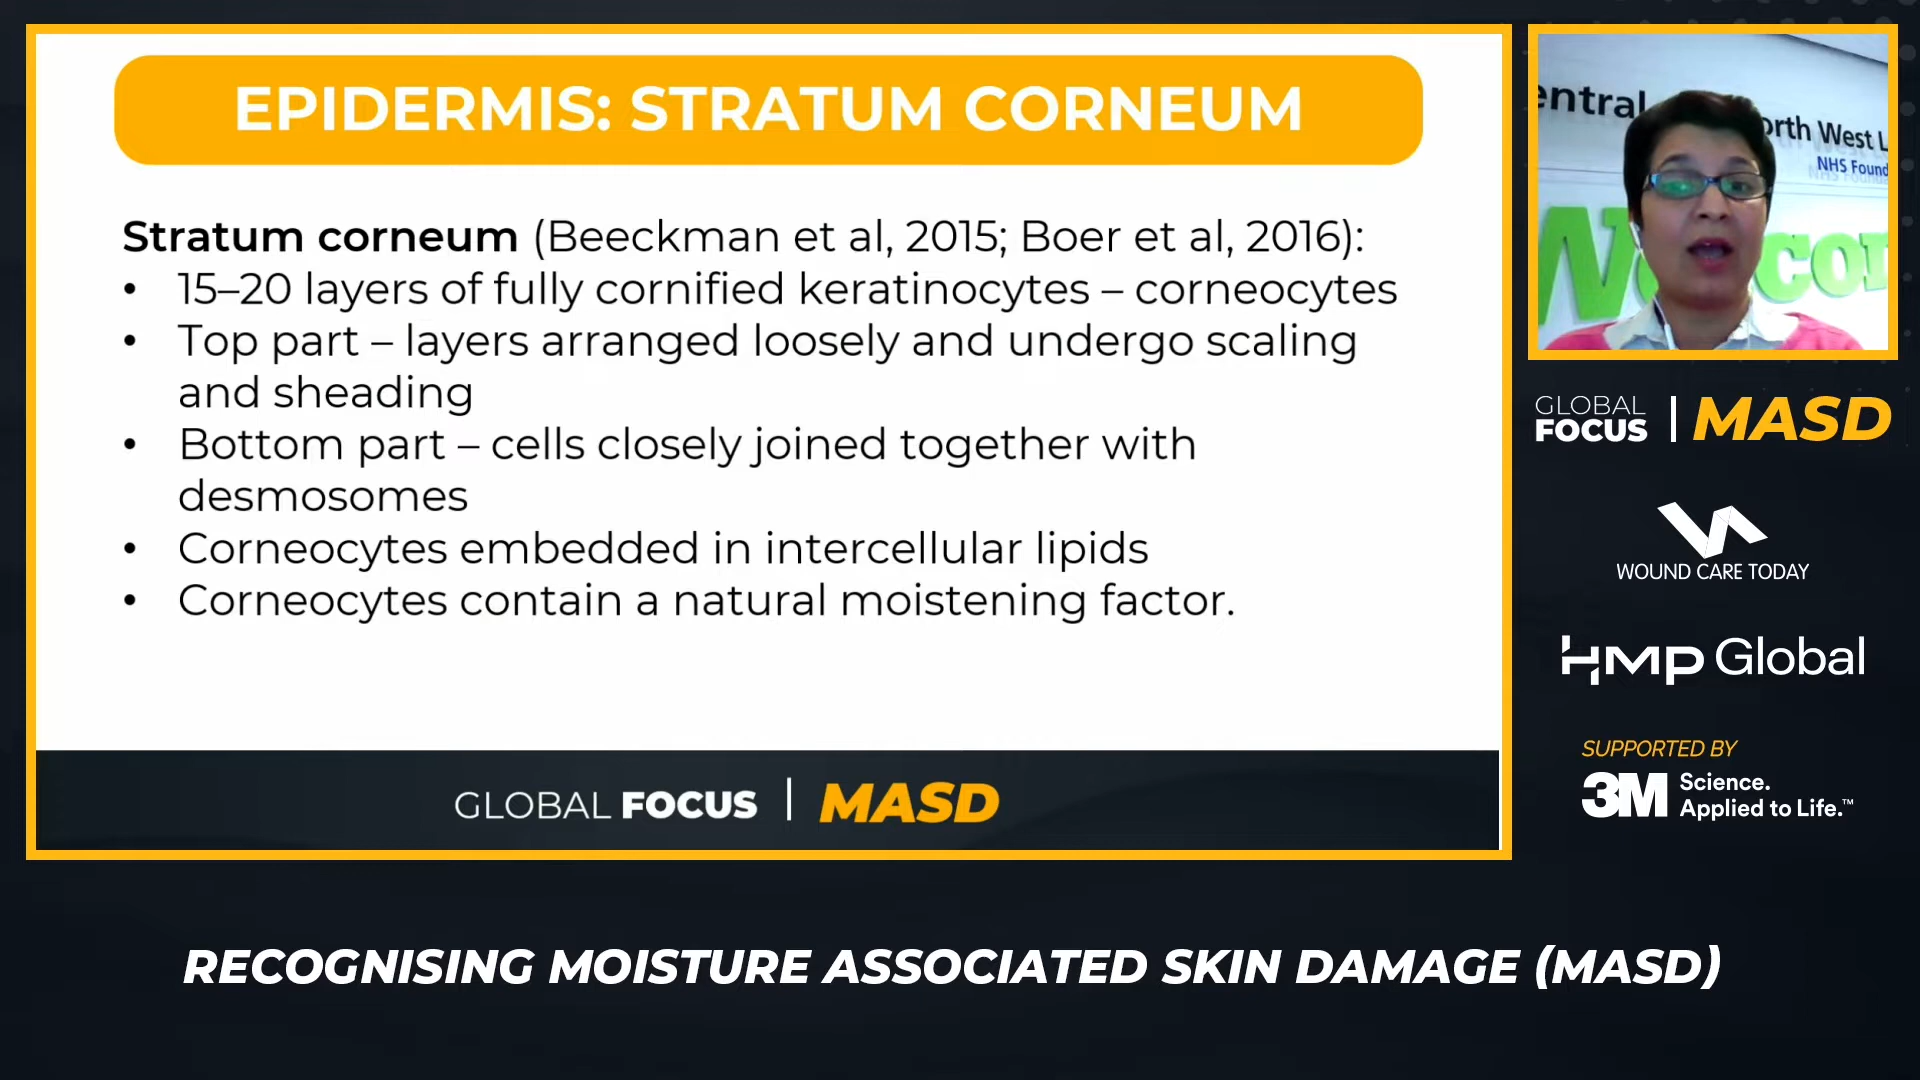 EPIDERMIS: STRATUM CORNEUM
Stratum corneum (Beeckman et al, 2015; Boer et al, 2016):
• 15–20 layers of fully cornified keratinocytes – corneocytes
• Top part – layers arranged loosely and undergo scaling
and sheading
• Bottom part – cells closely joined together with
desmosomes
• Corneocytes embedded in intercellular lipids
• Corneocytes contain a natural moistening factor.
GLOBAL FOCUS | MASD
entral
orth West L
NHS Found
GLOBAL
FOCUS | MASD
WOUND CARE TODAY
HMP Global
SUPPORTED BY
3M Science.
Applied to Life.™
RECOGNISING MOISTURE ASSOCIATED SKIN DAMAGE (MASD)